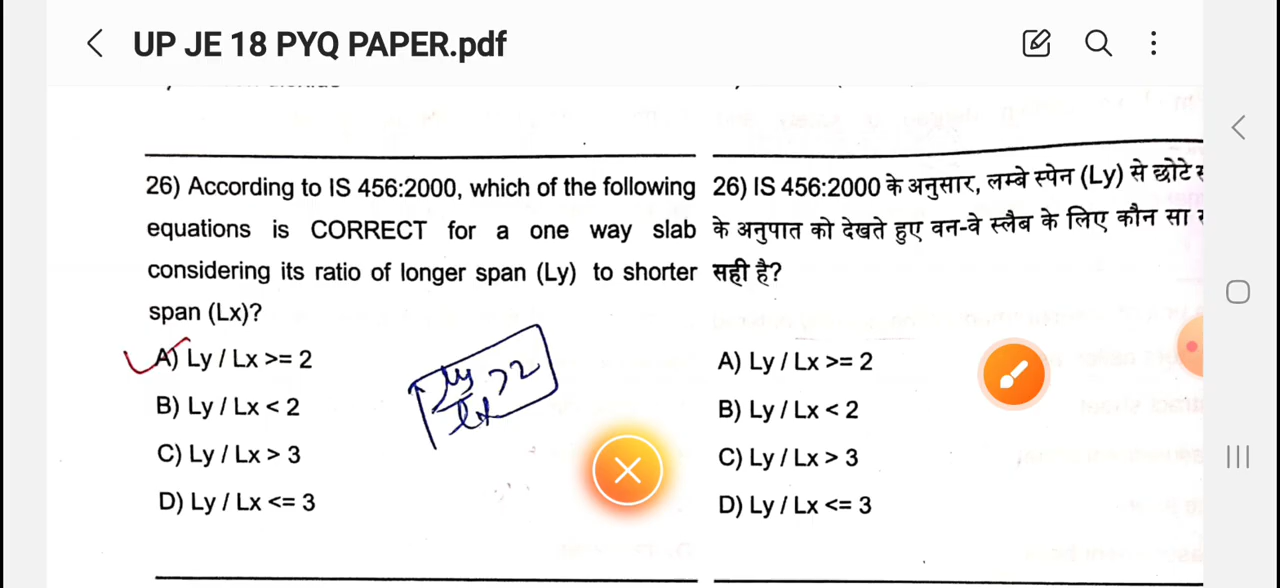 UP JE 18 PYQ PAPER.pdf
26) According to IS 456:2000, which of the following
equations is CORRECT for a one way slab
considering its ratio of longer span (Ly) to shorter
span (Lx)?
A) Ly / Lx >= 2
B) Ly / Lx < 2
C) Ly / Lx > 3
D) Ly / Lx <= 3
ly
lx > 2
26) IS 456:2000 के अनुसार, लम्बे स्पेन (Ly) से छोटे
के अनुपात को देखते हुए वन-वे स्लैब के लिए कौन सा
सही है?
A) Ly / Lx >= 2
B) Ly / Lx < 2
C) Ly / Lx > 3
D) Ly / Lx <= 3